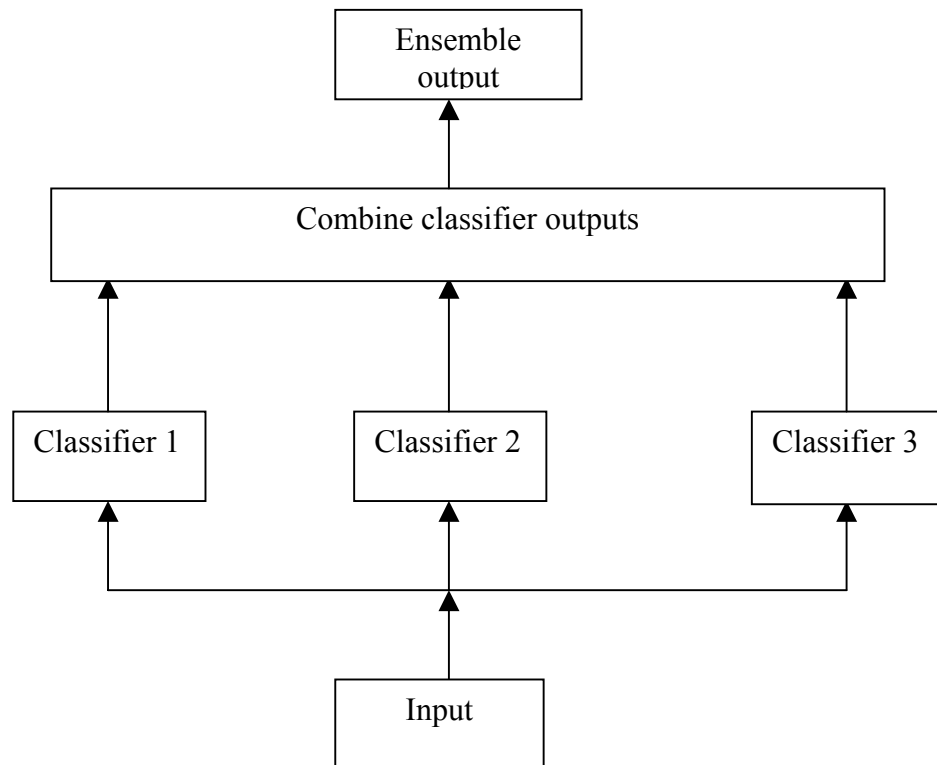 Ensemble
output
Combine classifier outputs
Classifier 1
Classifier 2
Classifier 3
Input